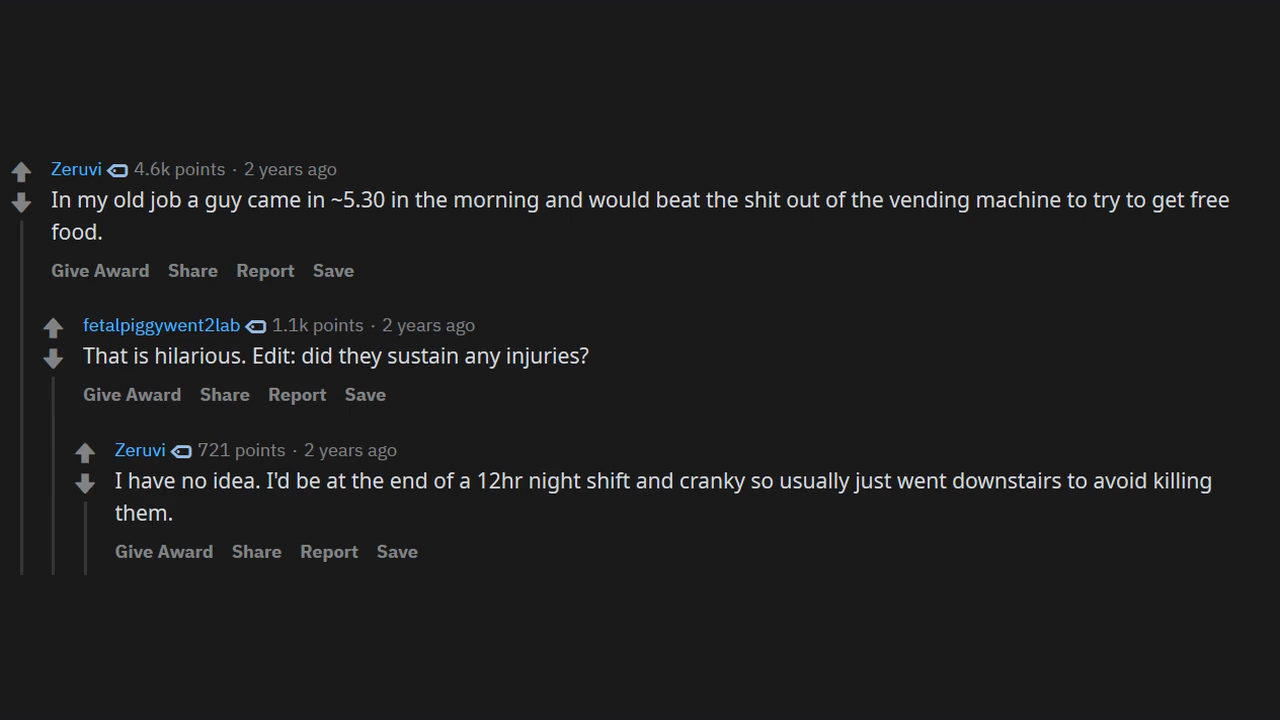 Zeruvi 4.6k points · 2 years ago
In my old job a guy came in ~5.30 in the morning and would beat the shit out of the vending machine to try to get free
food.
Give Award Share Report Save
fetalpiggywent2lab 1.1k points · 2 years ago
That is hilarious. Edit: did they sustain any injuries?
Give Award Share Report Save
Zeruvi 721 points · 2 years ago
I have no idea. I'd be at the end of a 12hr night shift and cranky so usually just went downstairs to avoid killing
them.
Give Award Share Report Save